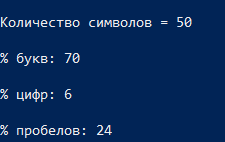 Количество символов = 50
% букв: 70
% цифр: 6
% пробелов: 24